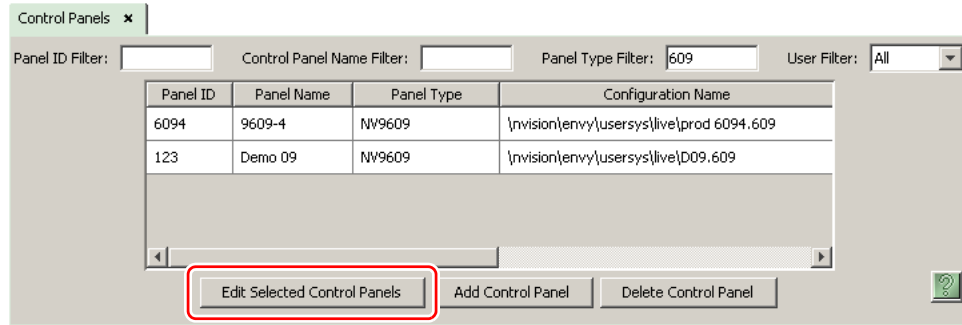 Control Panels ×
Panel ID Filter: Control Panel Name Filter: Panel Type Filter: 609 User Filter: All
Panel ID Panel Name Panel Type Configuration Name
6094 9609-4 NV9609 \nvision\envy\usersys\live\prod 6094.609
123 Demo 09 NV9609 \nvision\envy\usersys\live\D09.609
Edit Selected Control Panels Add Control Panel Delete Control Panel ?